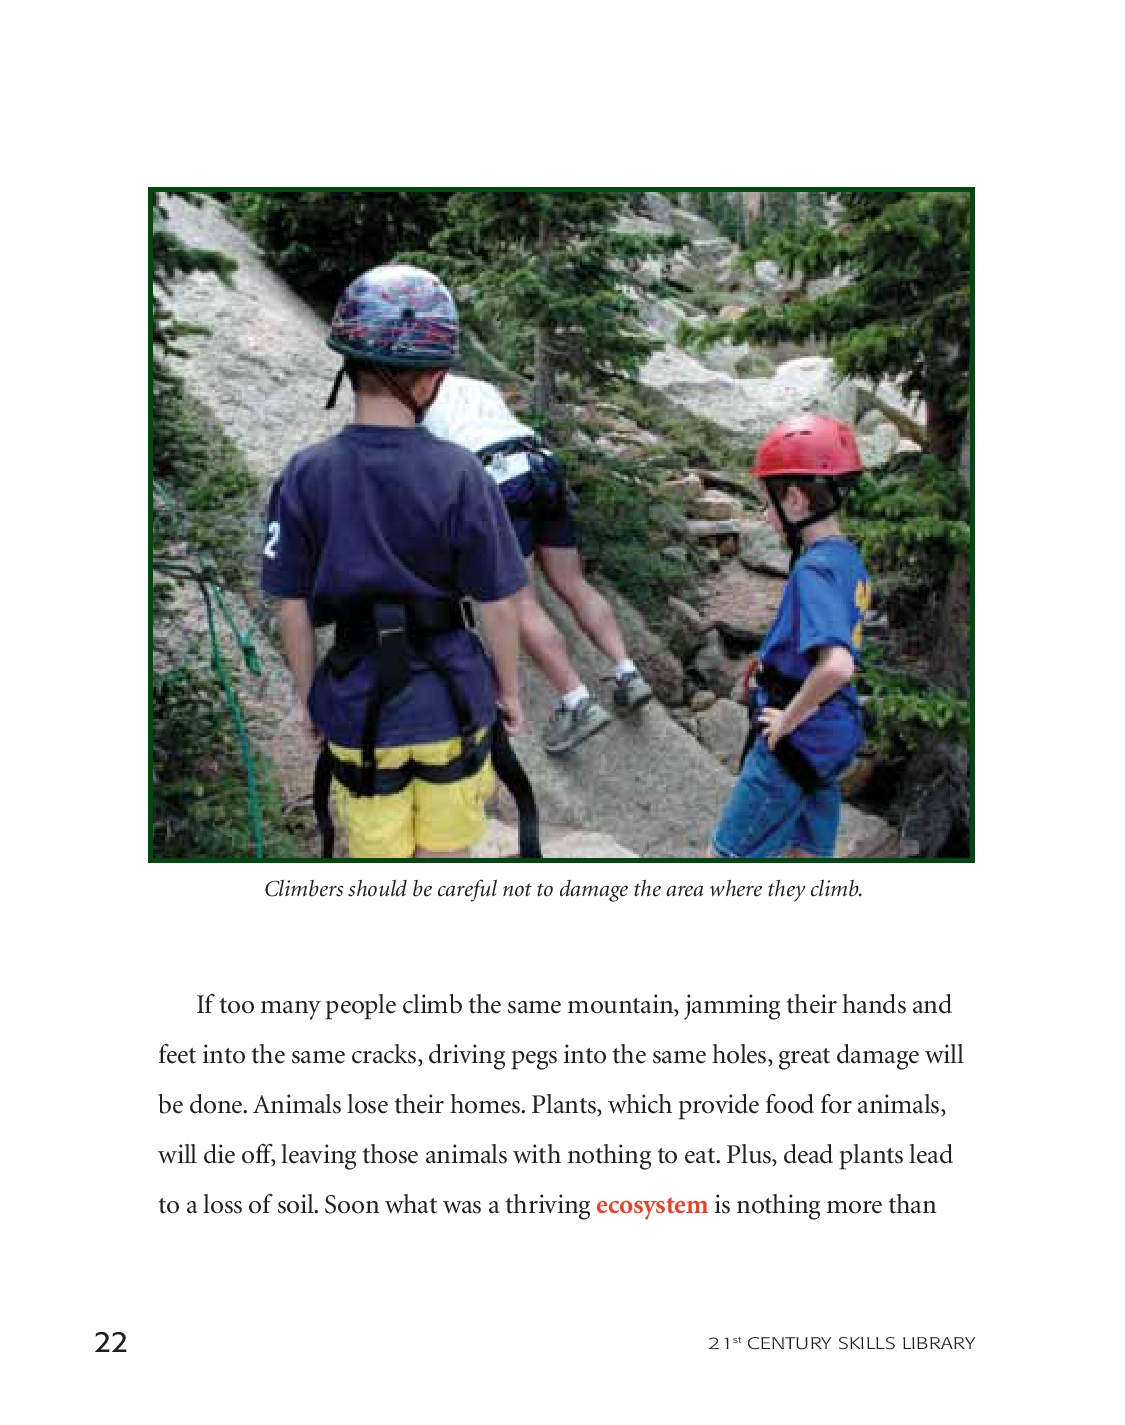 2
Climbers should be careful not to damage the area where they climb.
If too many people climb the same mountain, jamming their hands and
feet into the same cracks, driving pegs into the same holes, great damage will
be done. Animals lose their homes. Plants, which provide food for animals,
will die off, leaving those animals with nothing to eat. Plus, dead plants lead
to a loss of soil. Soon what was a thriving ecosystem is nothing more than
22
21st CENTURY SKILLS LIBRARY